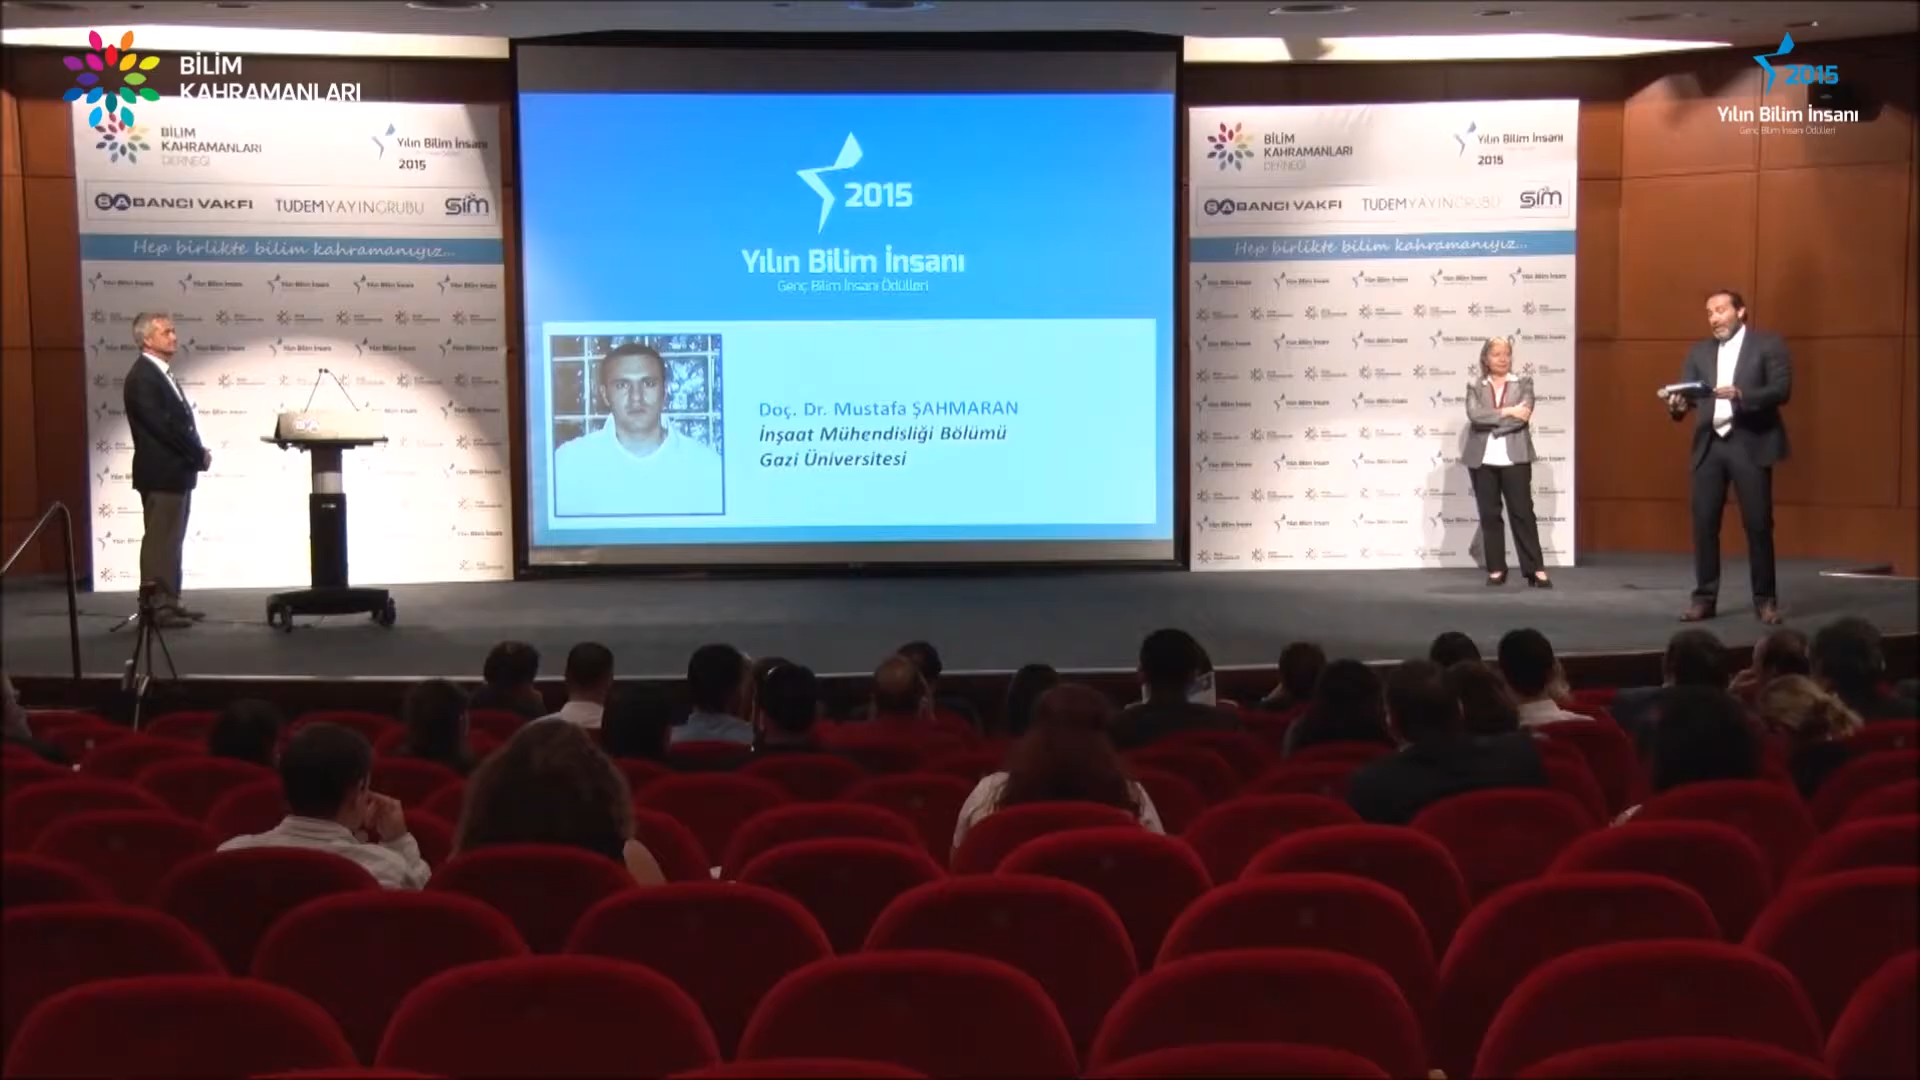 BİLİM
KAHRAMANLARI
2015
Yılın Bilim İnsanı
Genç Bilim İnsanı Ödülleri
BİLİM
KAHRAMANLARI
DERNEĞİ
Yılın Bilim İnsanı
2015
SABANCI VAKFI
TUDEMYAYINGRUBU
SİM
Hep birlikte bilim kahramanıyız...
2015
Yılın Bilim İnsanı
Genç Bilim İnsanı Ödülleri
Doç. Dr. Mustafa ŞAHMARAN
İnşaat Mühendisliği Bölümü
Gazi Üniversitesi
BİLİM
KAHRAMANLARI
DERNEĞİ
Yılın Bilim İnsanı
2015
SABANCI VAKFI
TUDEMYAYINGRUBU
SİM
Hep birlikte bilim kahramanıyız...
SA